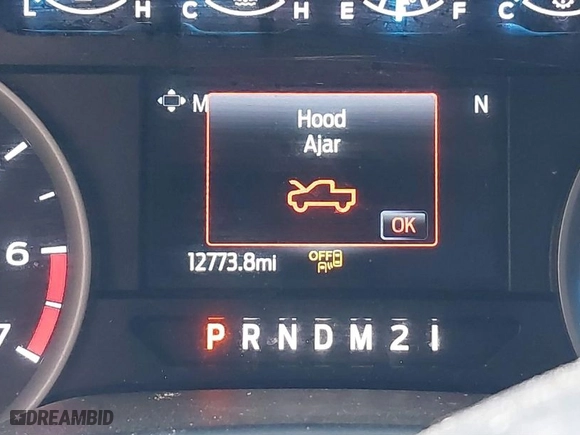 L H C H E F C
M N
Hood
Ajar
OK
12773.8mi OFF
6
P R N D M 2 1
7
DREAMBID